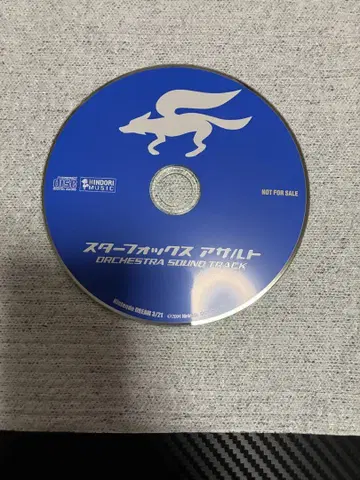 disc
HINDORI
MUSIC
NOT FOR SALE
スターフォックス アサルト
ORCHESTRA SOUND TRACK
Nintendo DREAM 3/21